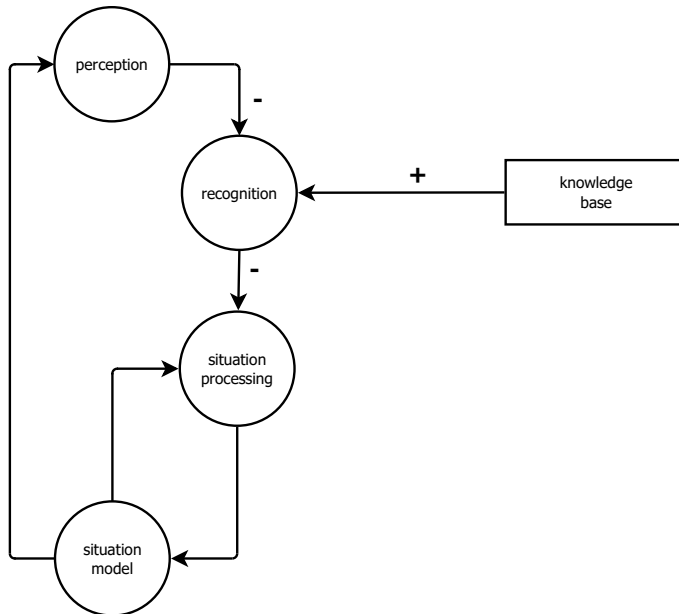 perception
-
recognition
+
knowledge
base
-
situation
processing
situation
model